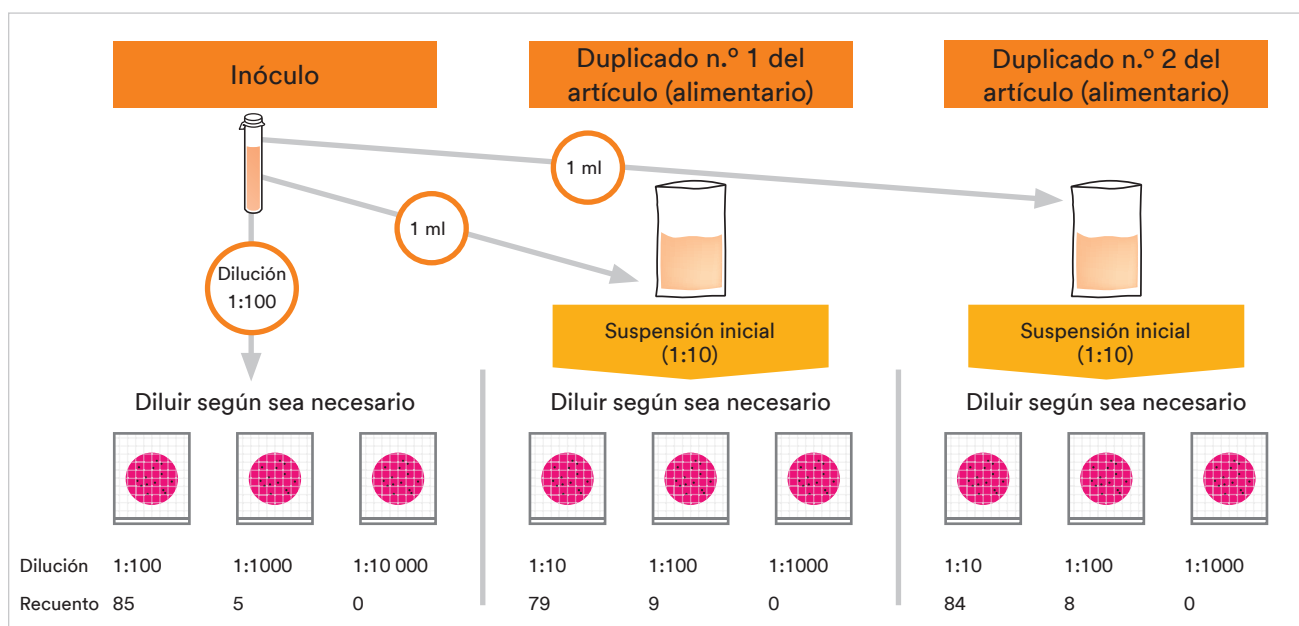 Inóculo
Duplicado n.º 1 del
artículo (alimentario)
Duplicado n.º 2 del
artículo (alimentario)
1 ml
1 ml
Dilución
1:100
Suspensión inicial
(1:10)
Suspensión inicial
(1:10)
Diluir según sea necesario
Diluir según sea necesario
Diluir según sea necesario
Dilución 1:100 1:1000 1:10 000 1:10 1:100 1:1000 1:10 1:100 1:1000
Recuento 85 5 0 79 9 0 84 8 0